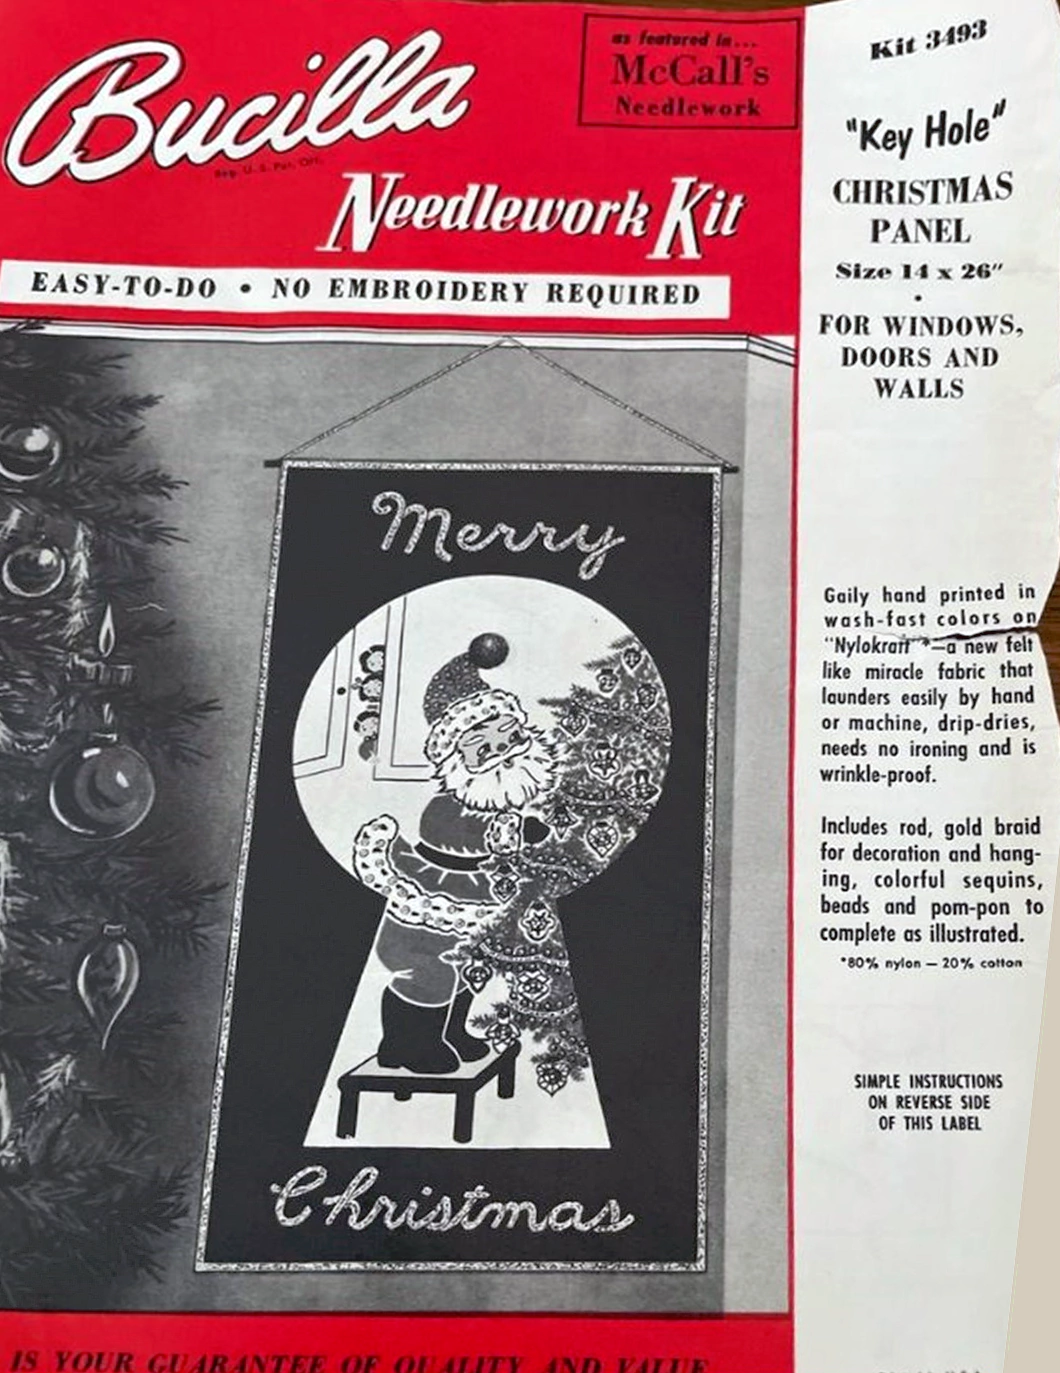 Bucilla
Reg. U. S. Pat. Off.
as featured in...
McCall's
Needlework
Needlework Kit
EASY-TO-DO • NO EMBROIDERY REQUIRED
Merry
Christmas
IS YOUR GUARANTEE OF QUALITY AND VALUE
Kit 3493
"Key Hole"
CHRISTMAS
PANEL
Size 14 x 26"
•
FOR WINDOWS,
DOORS AND
WALLS
Gaily hand printed in
wash-fast colors on
"Nylokraft"*—a new felt
like miracle fabric that
launders easily by hand
or machine, drip-dries,
needs no ironing and is
wrinkle-proof.
Includes rod, gold braid
for decoration and hang-
ing, colorful sequins,
beads and pom-pon to
complete as illustrated.
*80% nylon — 20% cotton
SIMPLE INSTRUCTIONS
ON REVERSE SIDE
OF THIS LABEL